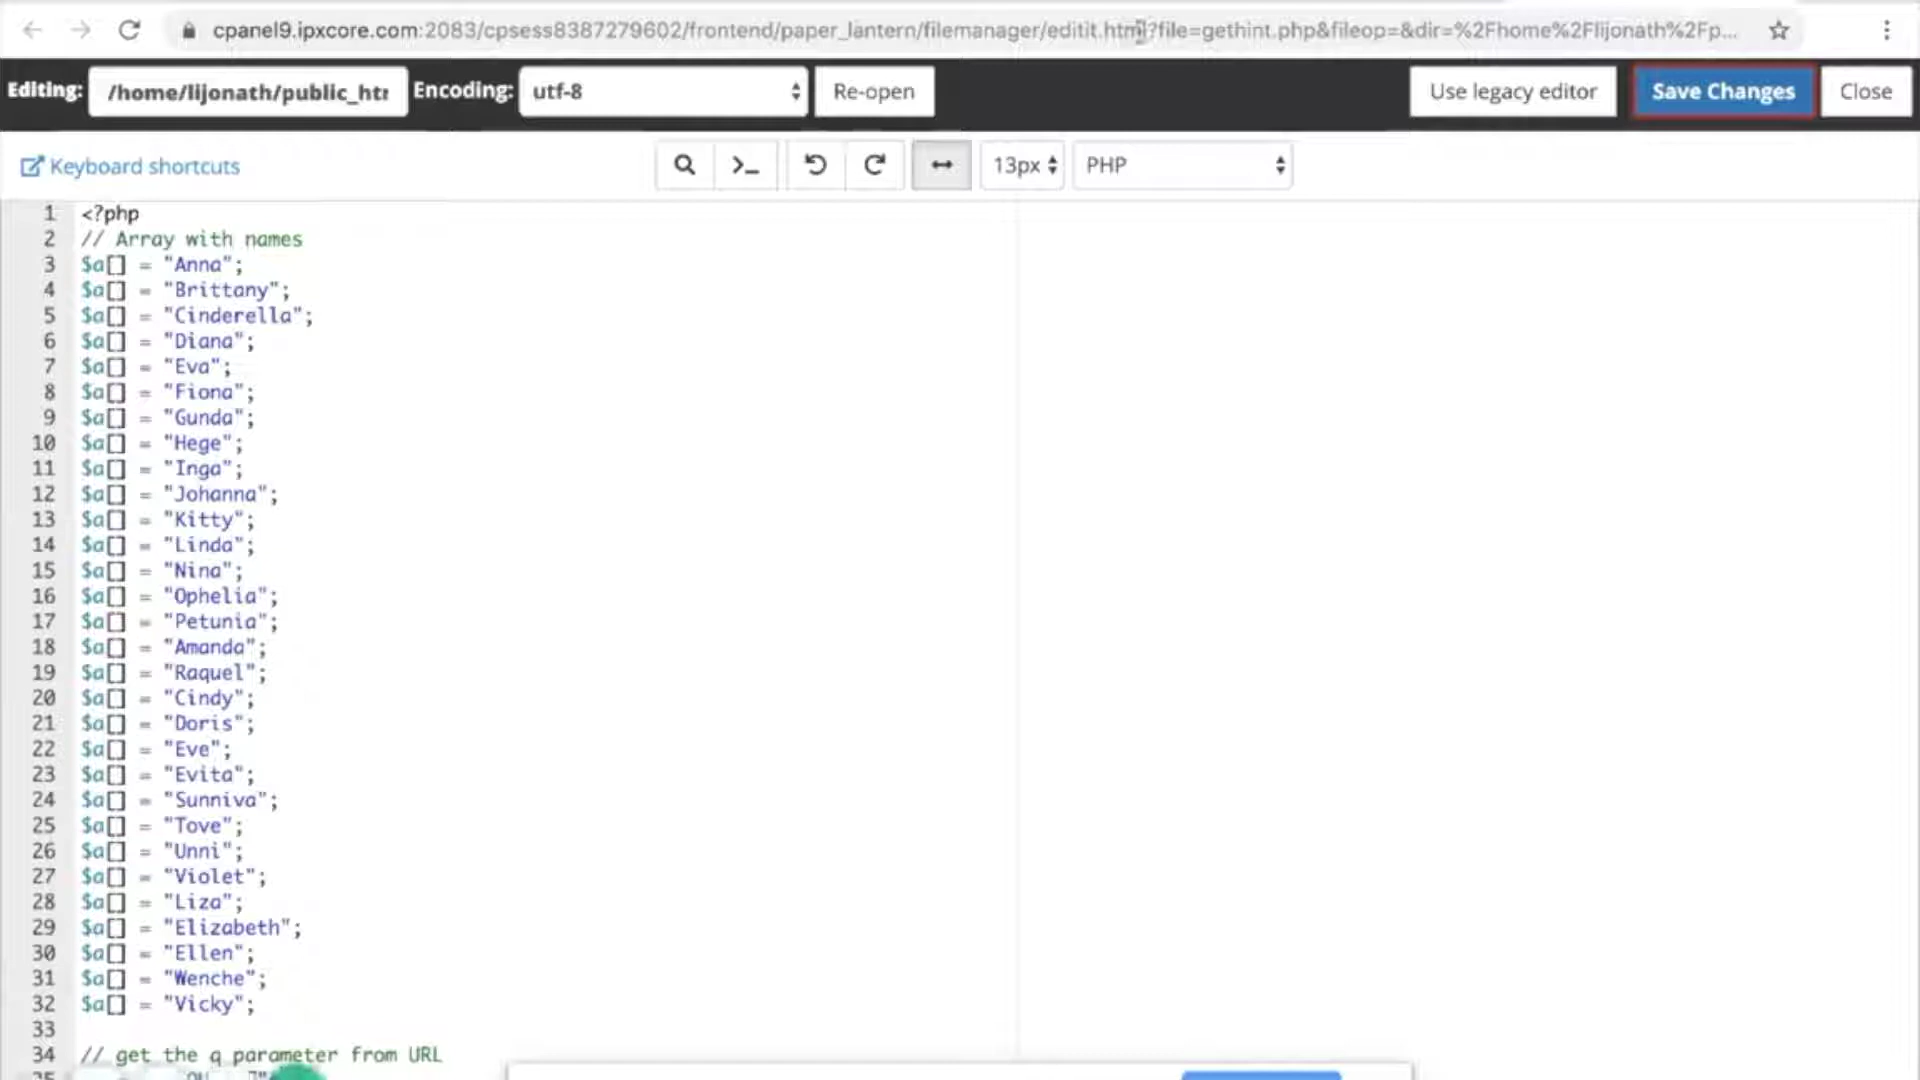 cpanel9.ipxcore.com:2083/cpsess8387279602/frontend/paper_lantern/filemanager/editit.html?file=gethint.php&fileop=&dir=%2Fhome%2Flijonath%2Fp...
Editing: /home/lijonath/public_htm Encoding: utf-8 Re-open Use legacy editor Save Changes Close
Keyboard shortcuts >_ 13px PHP
1 <?php
2 // Array with names
3 $a[] = "Anna";
4 $a[] = "Brittany";
5 $a[] = "Cinderella";
6 $a[] = "Diana";
7 $a[] = "Eva";
8 $a[] = "Fiona";
9 $a[] = "Gunda";
10 $a[] = "Hege";
11 $a[] = "Inga";
12 $a[] = "Johanna";
13 $a[] = "Kitty";
14 $a[] = "Linda";
15 $a[] = "Nina";
16 $a[] = "Ophelia";
17 $a[] = "Petunia";
18 $a[] = "Amanda";
19 $a[] = "Raquel";
20 $a[] = "Cindy";
21 $a[] = "Doris";
22 $a[] = "Eve";
23 $a[] = "Evita";
24 $a[] = "Sunniva";
25 $a[] = "Tove";
26 $a[] = "Unni";
27 $a[] = "Violet";
28 $a[] = "Liza";
29 $a[] = "Elizabeth";
30 $a[] = "Ellen";
31 $a[] = "Wenche";
32 $a[] = "Vicky";
33
34 // get the q parameter from URL